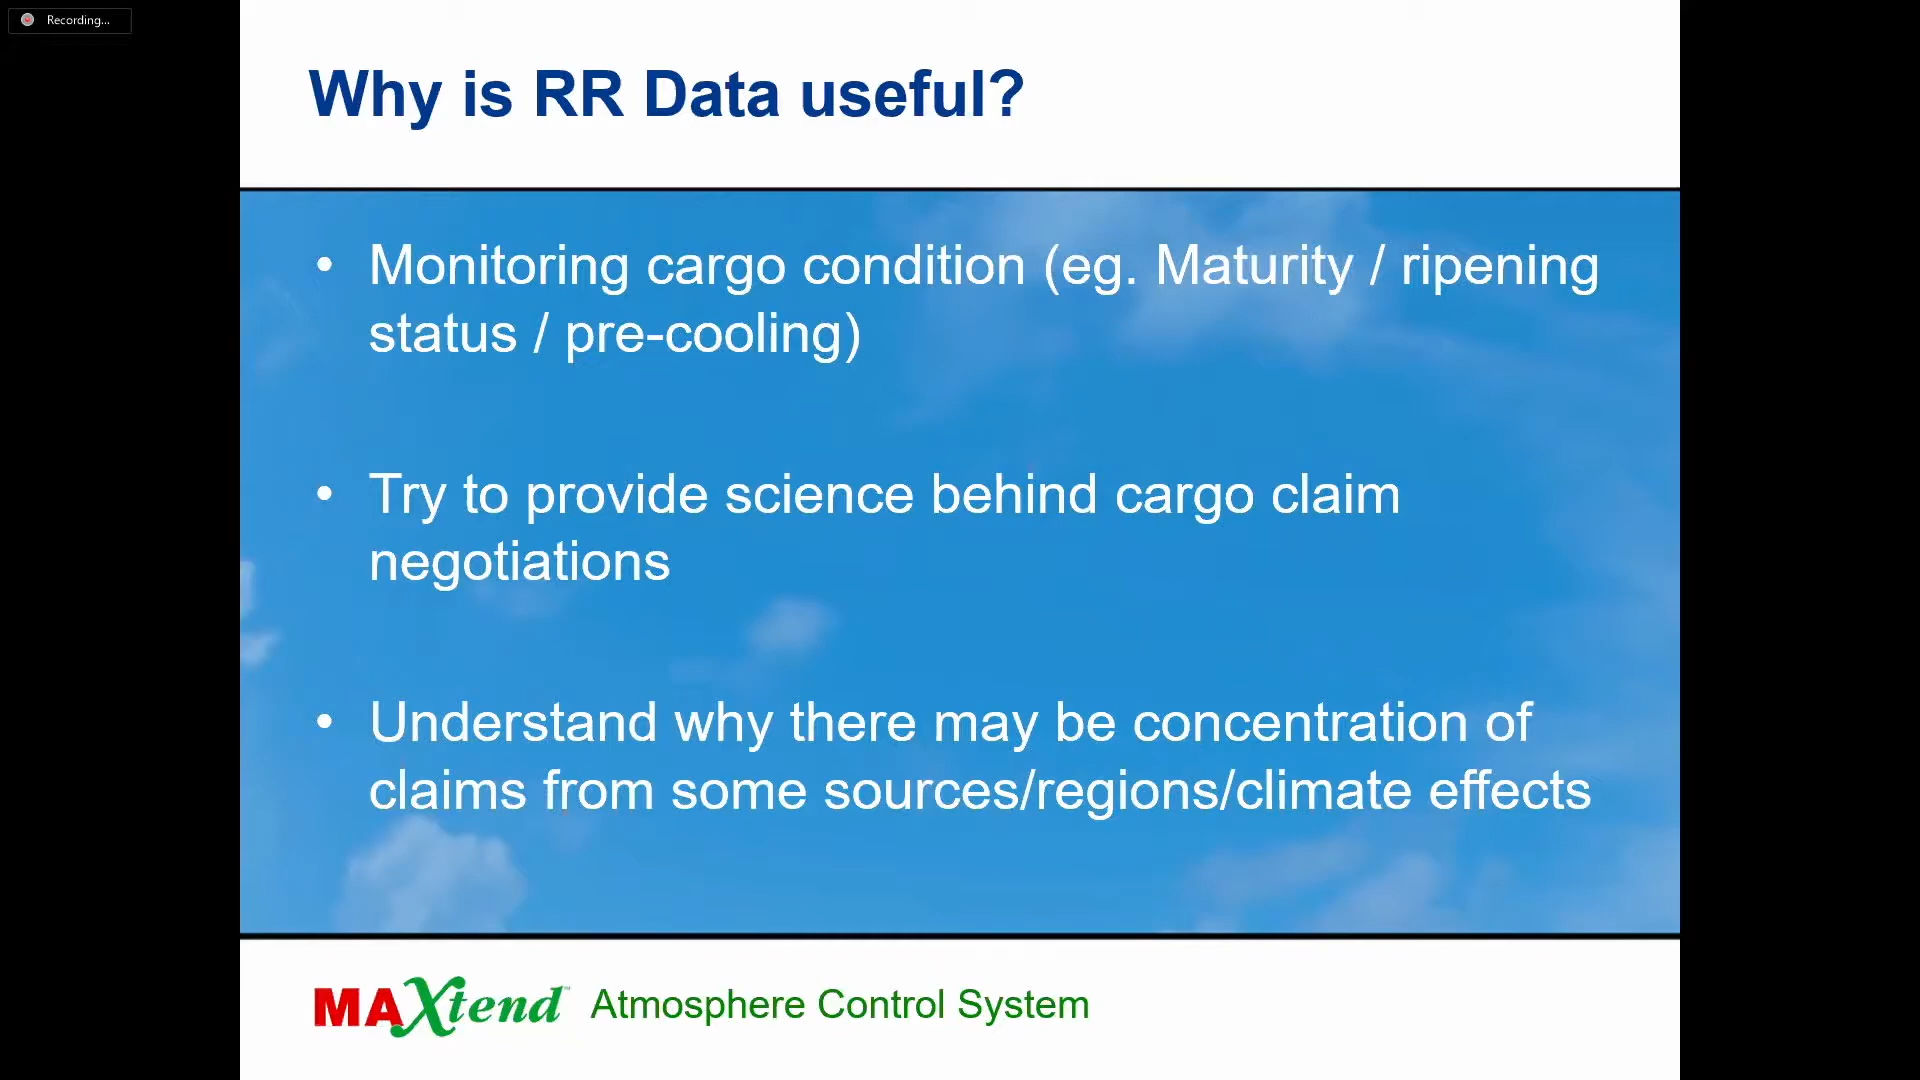 Recording...
Why is RR Data useful?
• Monitoring cargo condition (eg. Maturity / ripening
status / pre-cooling)
• Try to provide science behind cargo claim
negotiations
• Understand why there may be concentration of
claims from some sources/regions/climate effects
MAXtend™ Atmosphere Control System